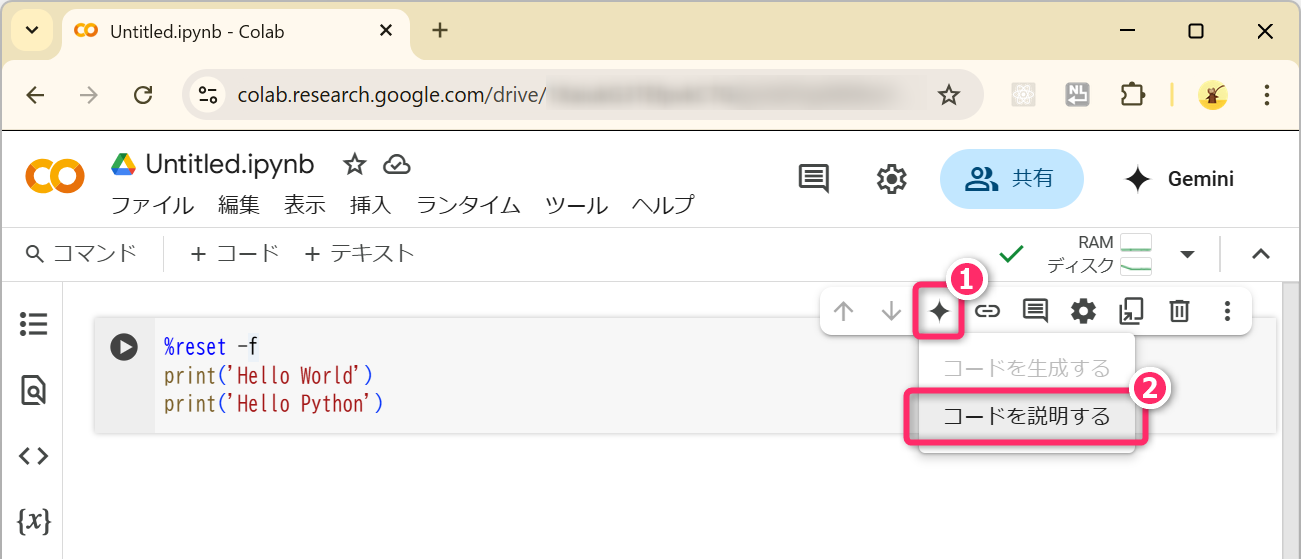 Untitled.ipynb - Colab
colab.research.google.com/drive/
NL
Untitled.ipynb
共有
Gemini
ファイル 編集 表示 挿入 ランタイム ツール ヘルプ
コマンド + コード + テキスト
RAM
ディスク
1
%reset -f
print('Hello World')
print('Hello Python')
コードを生成する
2
コードを説明する
{x}